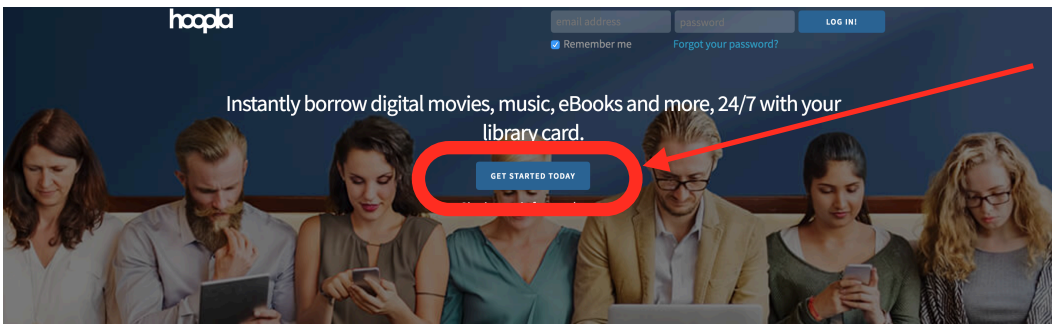 hoopla
email address
password
LOG IN!
Remember me
Forgot your password?
Instantly borrow digital movies, music, eBooks and more, 24/7 with your
library card.
GET STARTED TODAY